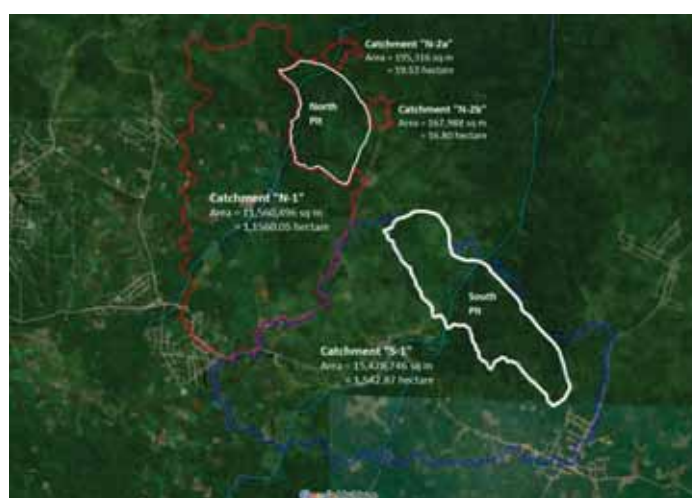 Catchment "N-2a"
Area = 195,316 sq m
= 19.53 hectare
North
Pit
Catchment "N-2b"
Area = 167,988 sq m
= 16.80 hectare
Catchment "N-1"
Area = 11,560,496 sq m
= 1,1560.05 hectare
South
Pit
Catchment "S-1"
Area = 15,428,746 sq m
= 1,542.87 hectare